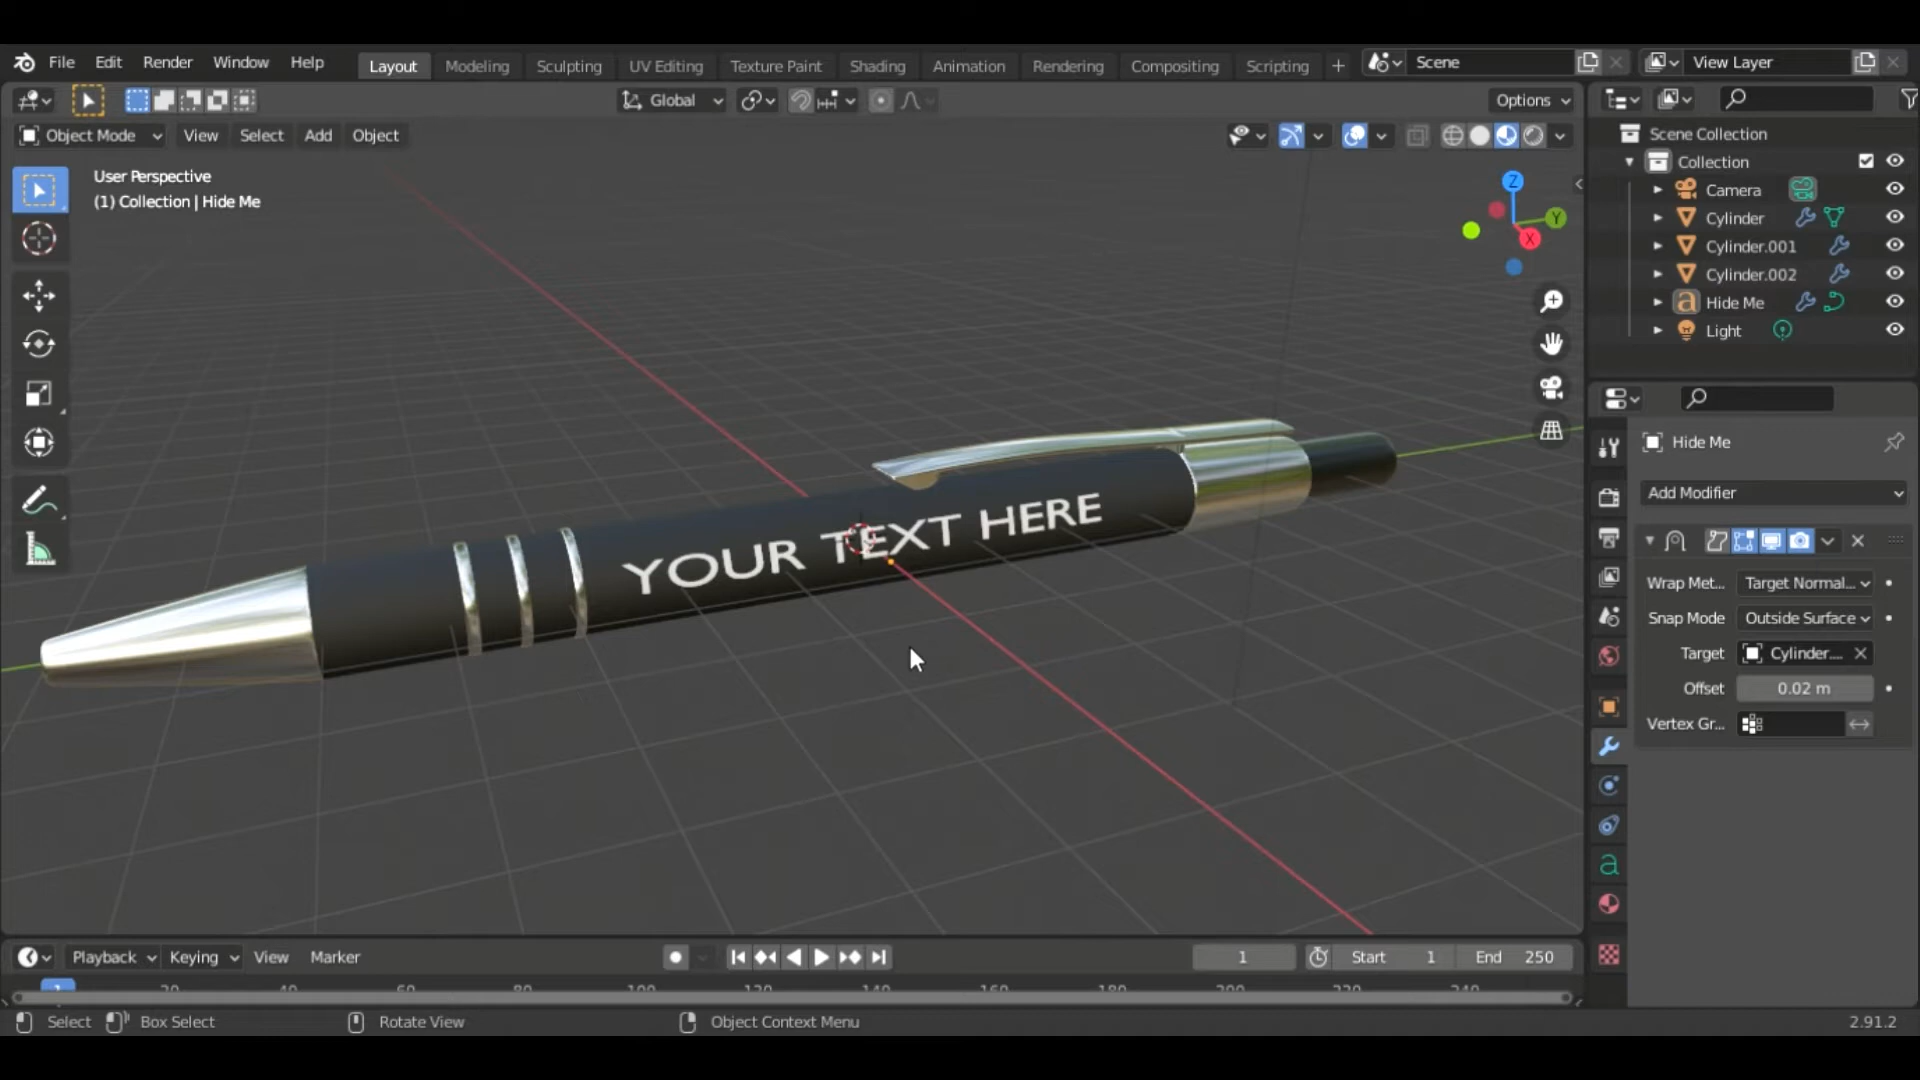 File Edit Render Window Help Layout Modeling Sculpting UV Editing Texture Paint Shading Animation Rendering Compositing Scripting + Scene View Layer
Global Options
Object Mode View Select Add Object
User Perspective
(1) Collection | Hide Me
Z
Y
X
YOUR TEXT HERE
Scene Collection
Collection
Camera
Cylinder
Cylinder.001
Cylinder.002
Hide Me
Light
Hide Me
Add Modifier
Wrap Met... Target Normal...
Snap Mode Outside Surface
Target Cylinder....
Offset 0.02 m
Vertex Gr...
Playback Keying View Marker 1 Start 1 End 250
1
Select Box Select Rotate View Object Context Menu 2.91.2